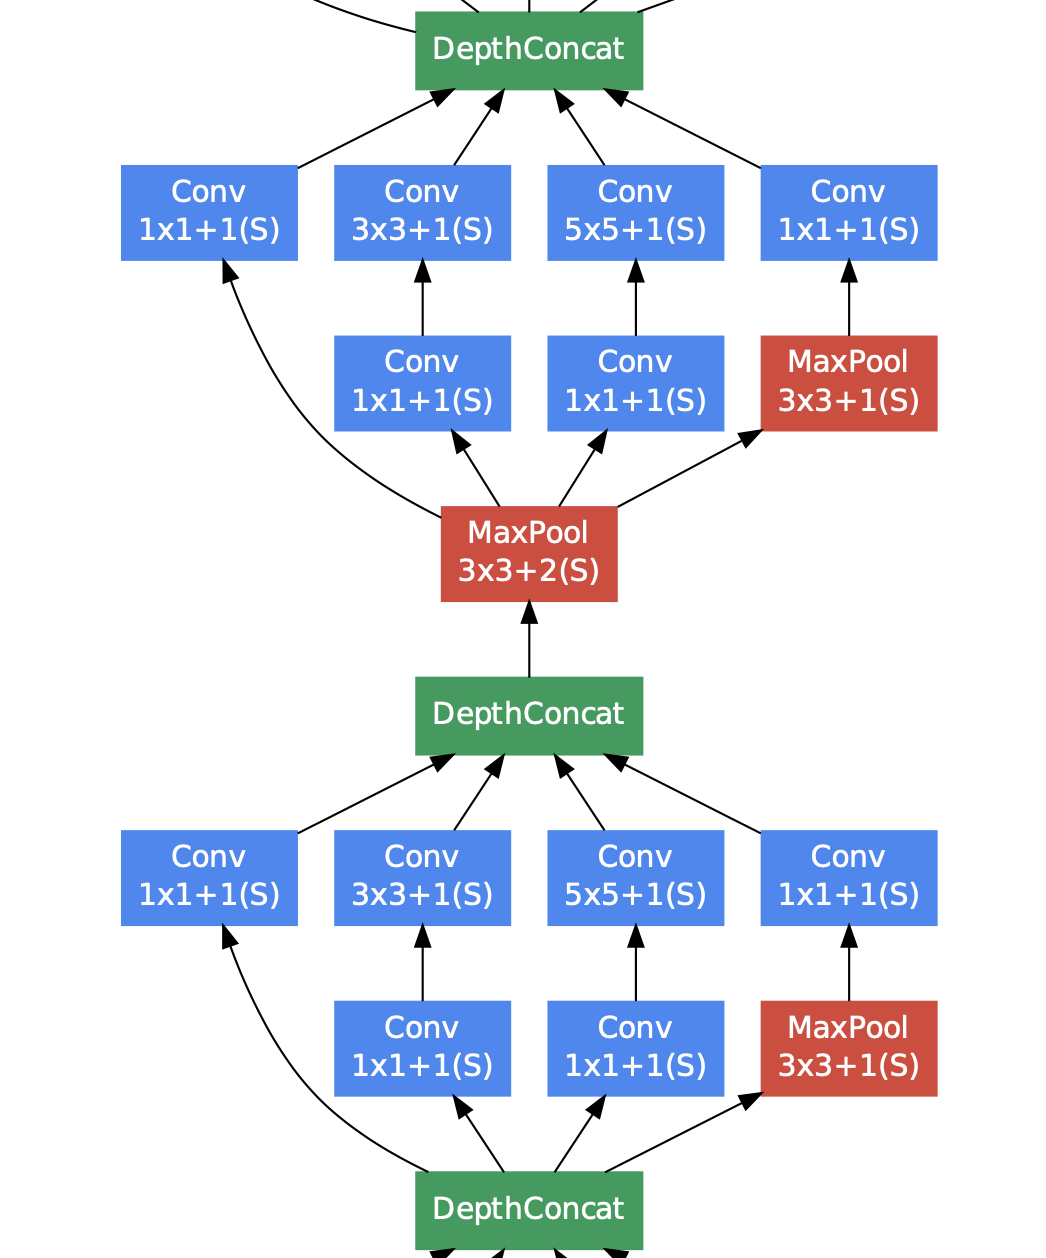 DepthConcat
Conv
1x1+1(S)
Conv
3x3+1(S)
Conv
5x5+1(S)
Conv
1x1+1(S)
Conv
1x1+1(S)
Conv
1x1+1(S)
MaxPool
3x3+1(S)
MaxPool
3x3+2(S)
DepthConcat
Conv
1x1+1(S)
Conv
3x3+1(S)
Conv
5x5+1(S)
Conv
1x1+1(S)
Conv
1x1+1(S)
Conv
1x1+1(S)
MaxPool
3x3+1(S)
DepthConcat